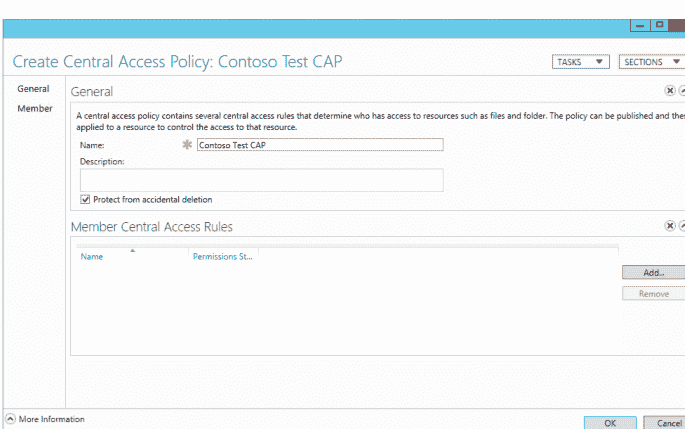 Create Central Access Policy: Contoso Test CAP
TASKS
SECTIONS
General
Member
General
A central access policy contains several central access rules that determine who has access to resources such as files and folder. The policy can be published and the
applied to a resource to control the access to that resource.
Name:
* Contoso Test CAP
Description:
Protect from accidental deletion
Member Central Access Rules
Name
Permissions St...
Add...
Remove
More Information
OK
Cancel